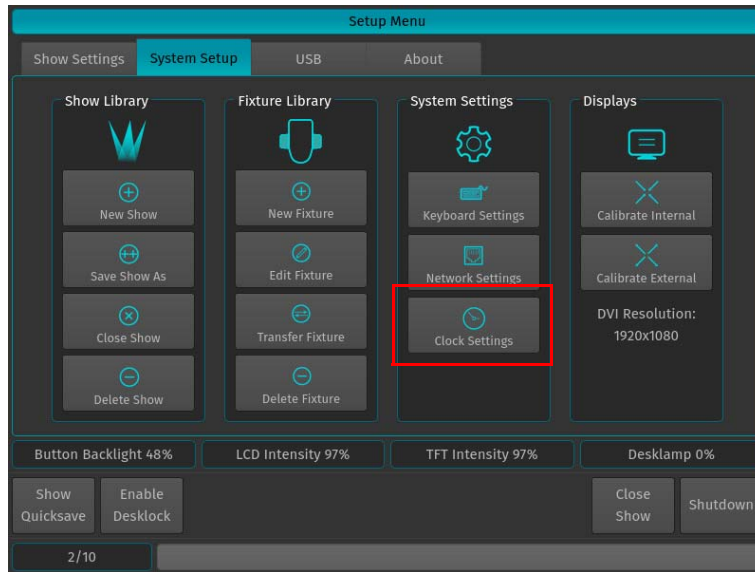 Setup Menu
Show Settings
System Setup
USB
About
Show Library
New Show
Save Show As
Close Show
Delete Show
Fixture Library
New Fixture
Edit Fixture
Transfer Fixture
Delete Fixture
System Settings
Keyboard Settings
Network Settings
Clock Settings
Displays
Calibrate Internal
Calibrate External
DVI Resolution:
1920x1080
Button Backlight 48%
LCD Intensity 97%
TFT Intensity 97%
Desklamp 0%
Show
Quicksave
Enable
Desklock
Close
Show
Shutdown
2/10